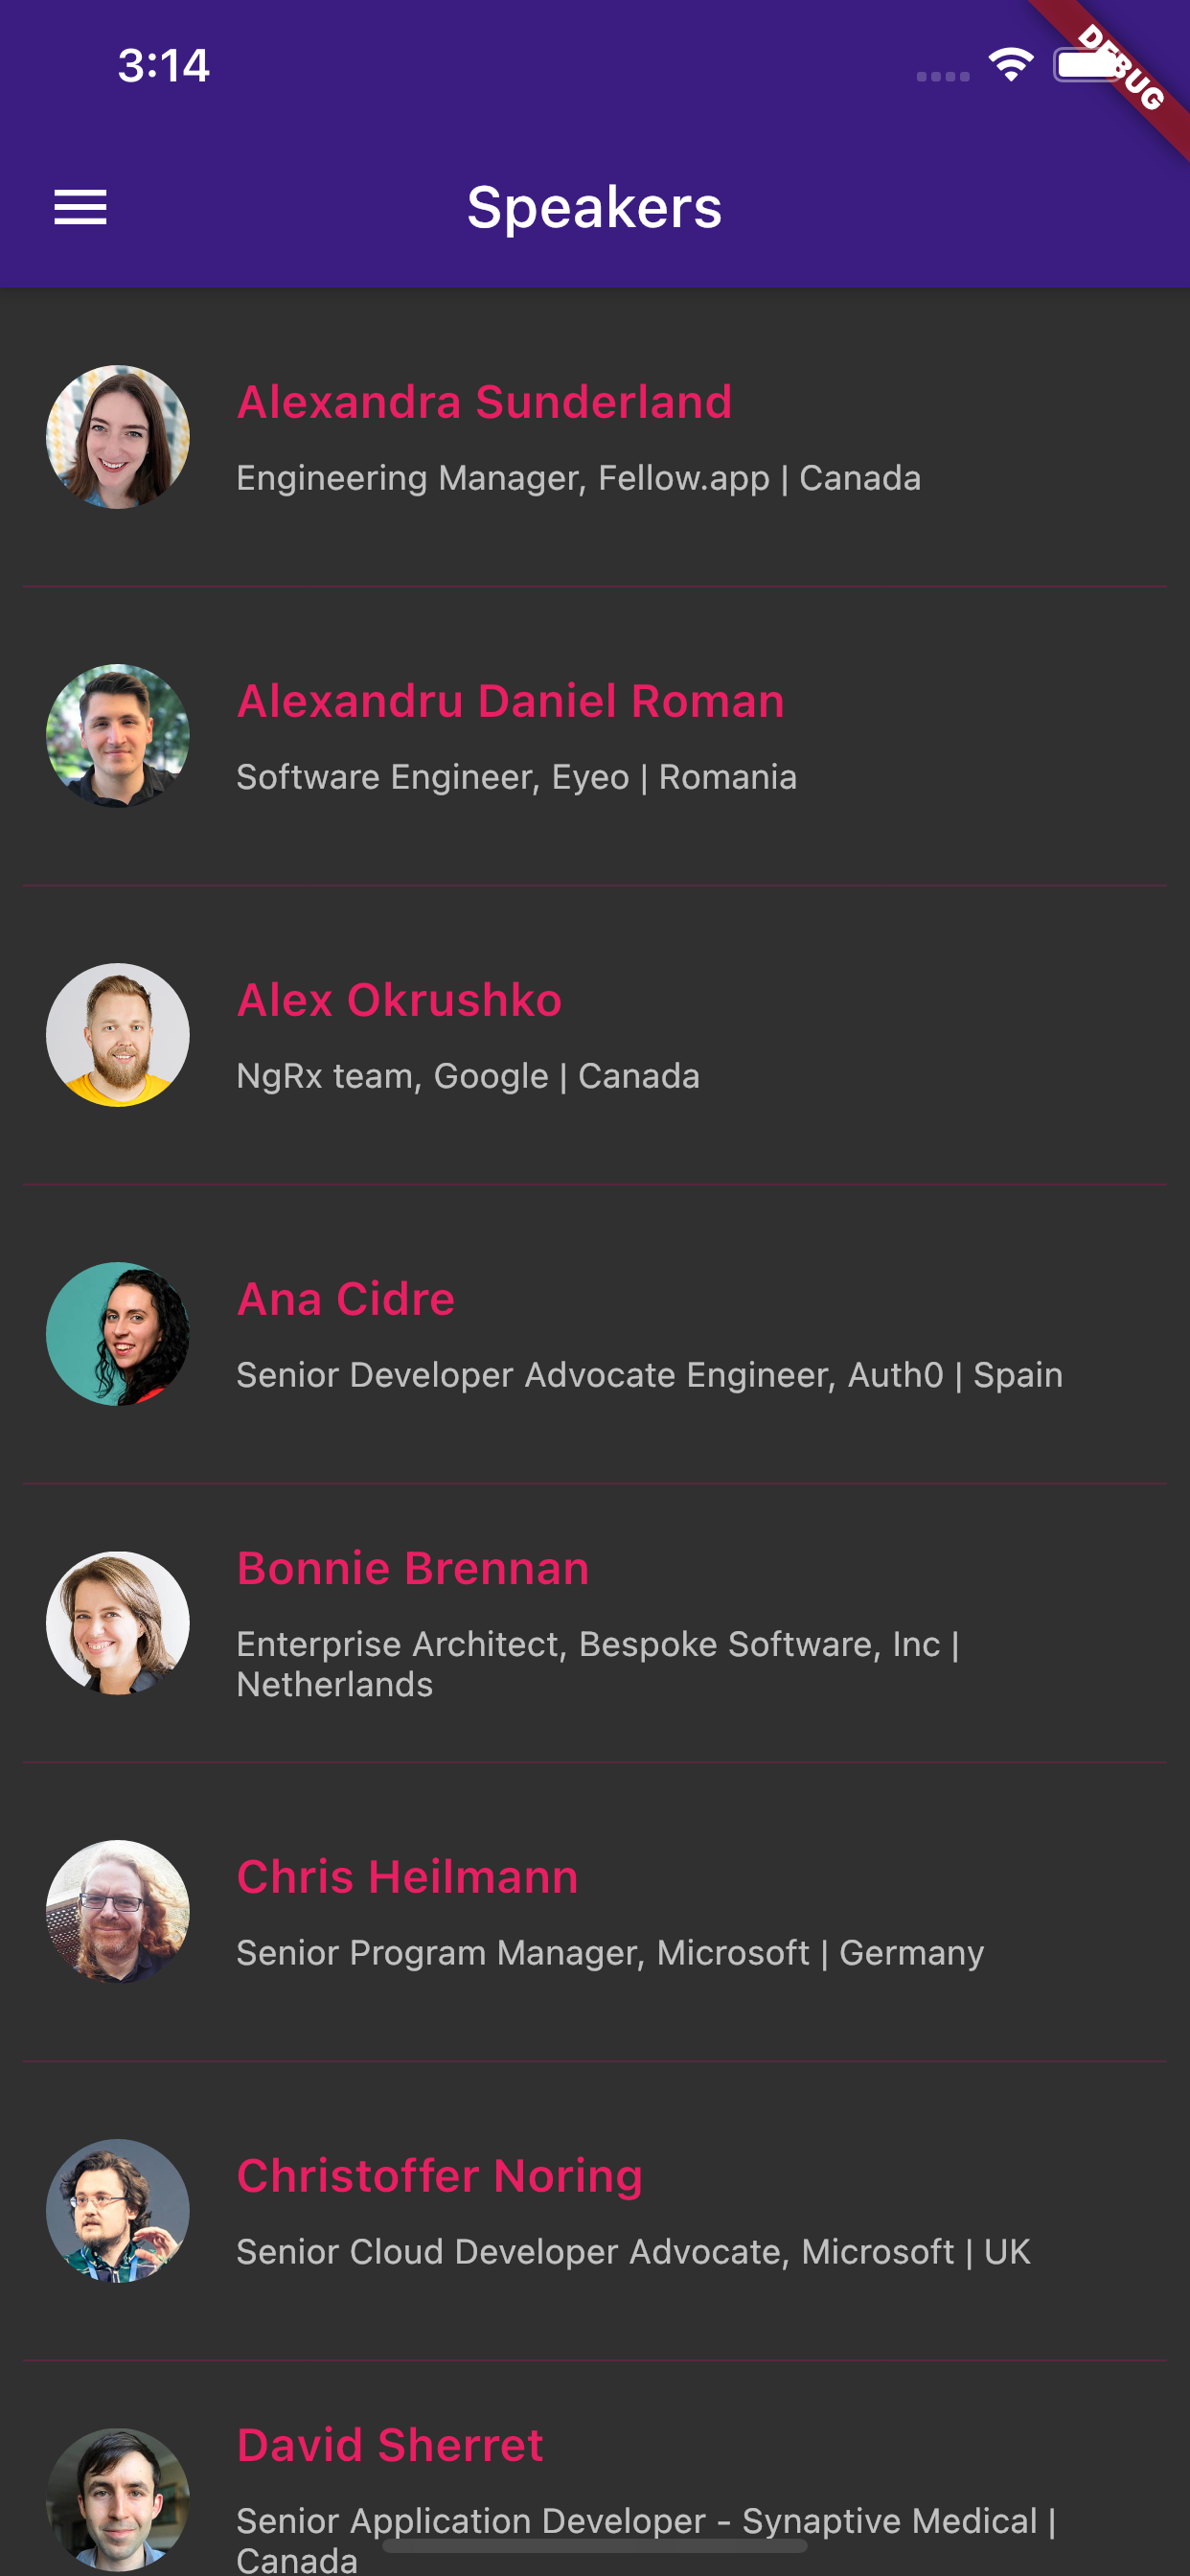 3:14
DEBUG
Speakers
Alexandra Sunderland
Engineering Manager, Fellow.app | Canada
Alexandru Daniel Roman
Software Engineer, Eyeo | Romania
Alex Okrushko
NgRx team, Google | Canada
Ana Cidre
Senior Developer Advocate Engineer, Auth0 | Spain
Bonnie Brennan
Enterprise Architect, Bespoke Software, Inc |
Netherlands
Chris Heilmann
Senior Program Manager, Microsoft | Germany
Christoffer Noring
Senior Cloud Developer Advocate, Microsoft | UK
David Sherret
Senior Application Developer - Synaptive Medical |
Canada